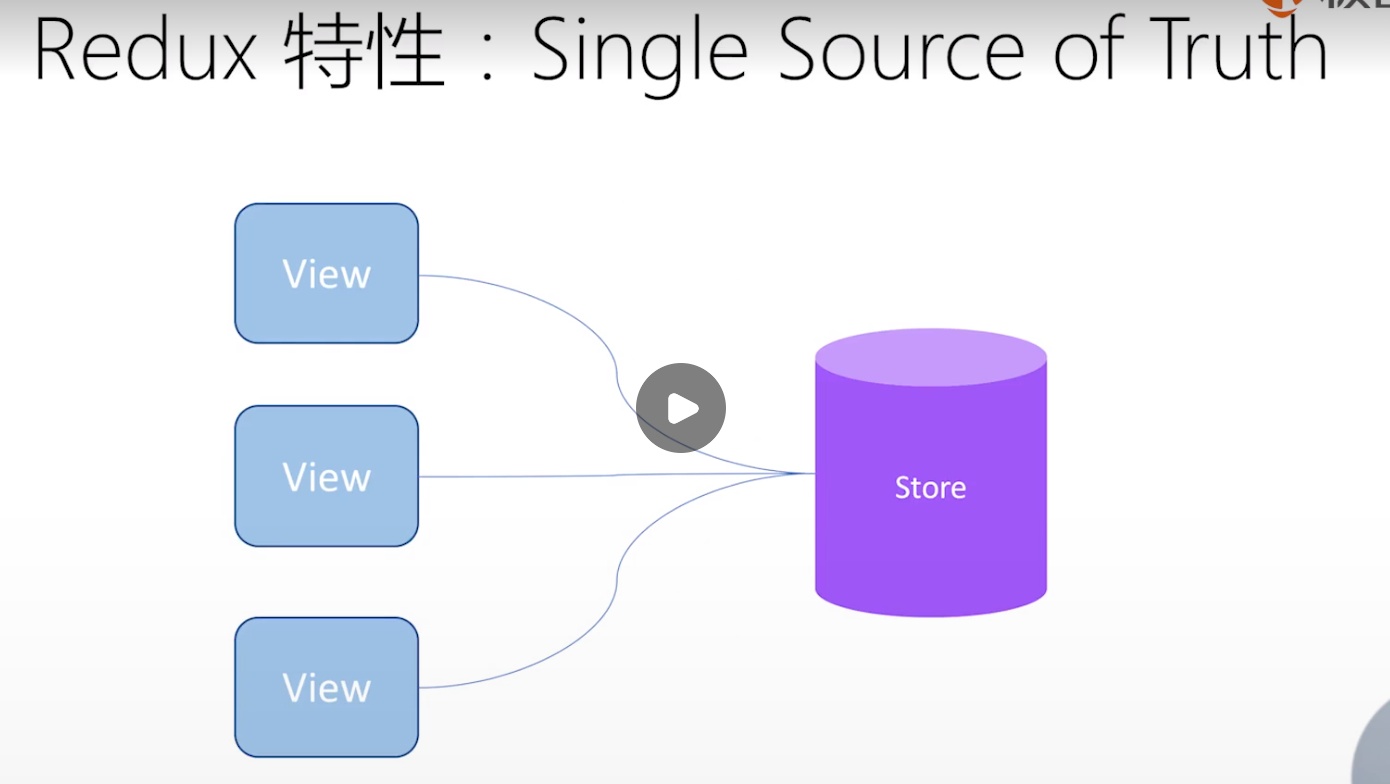 Redux 特性：Single Source of Truth
View
View
Store
View